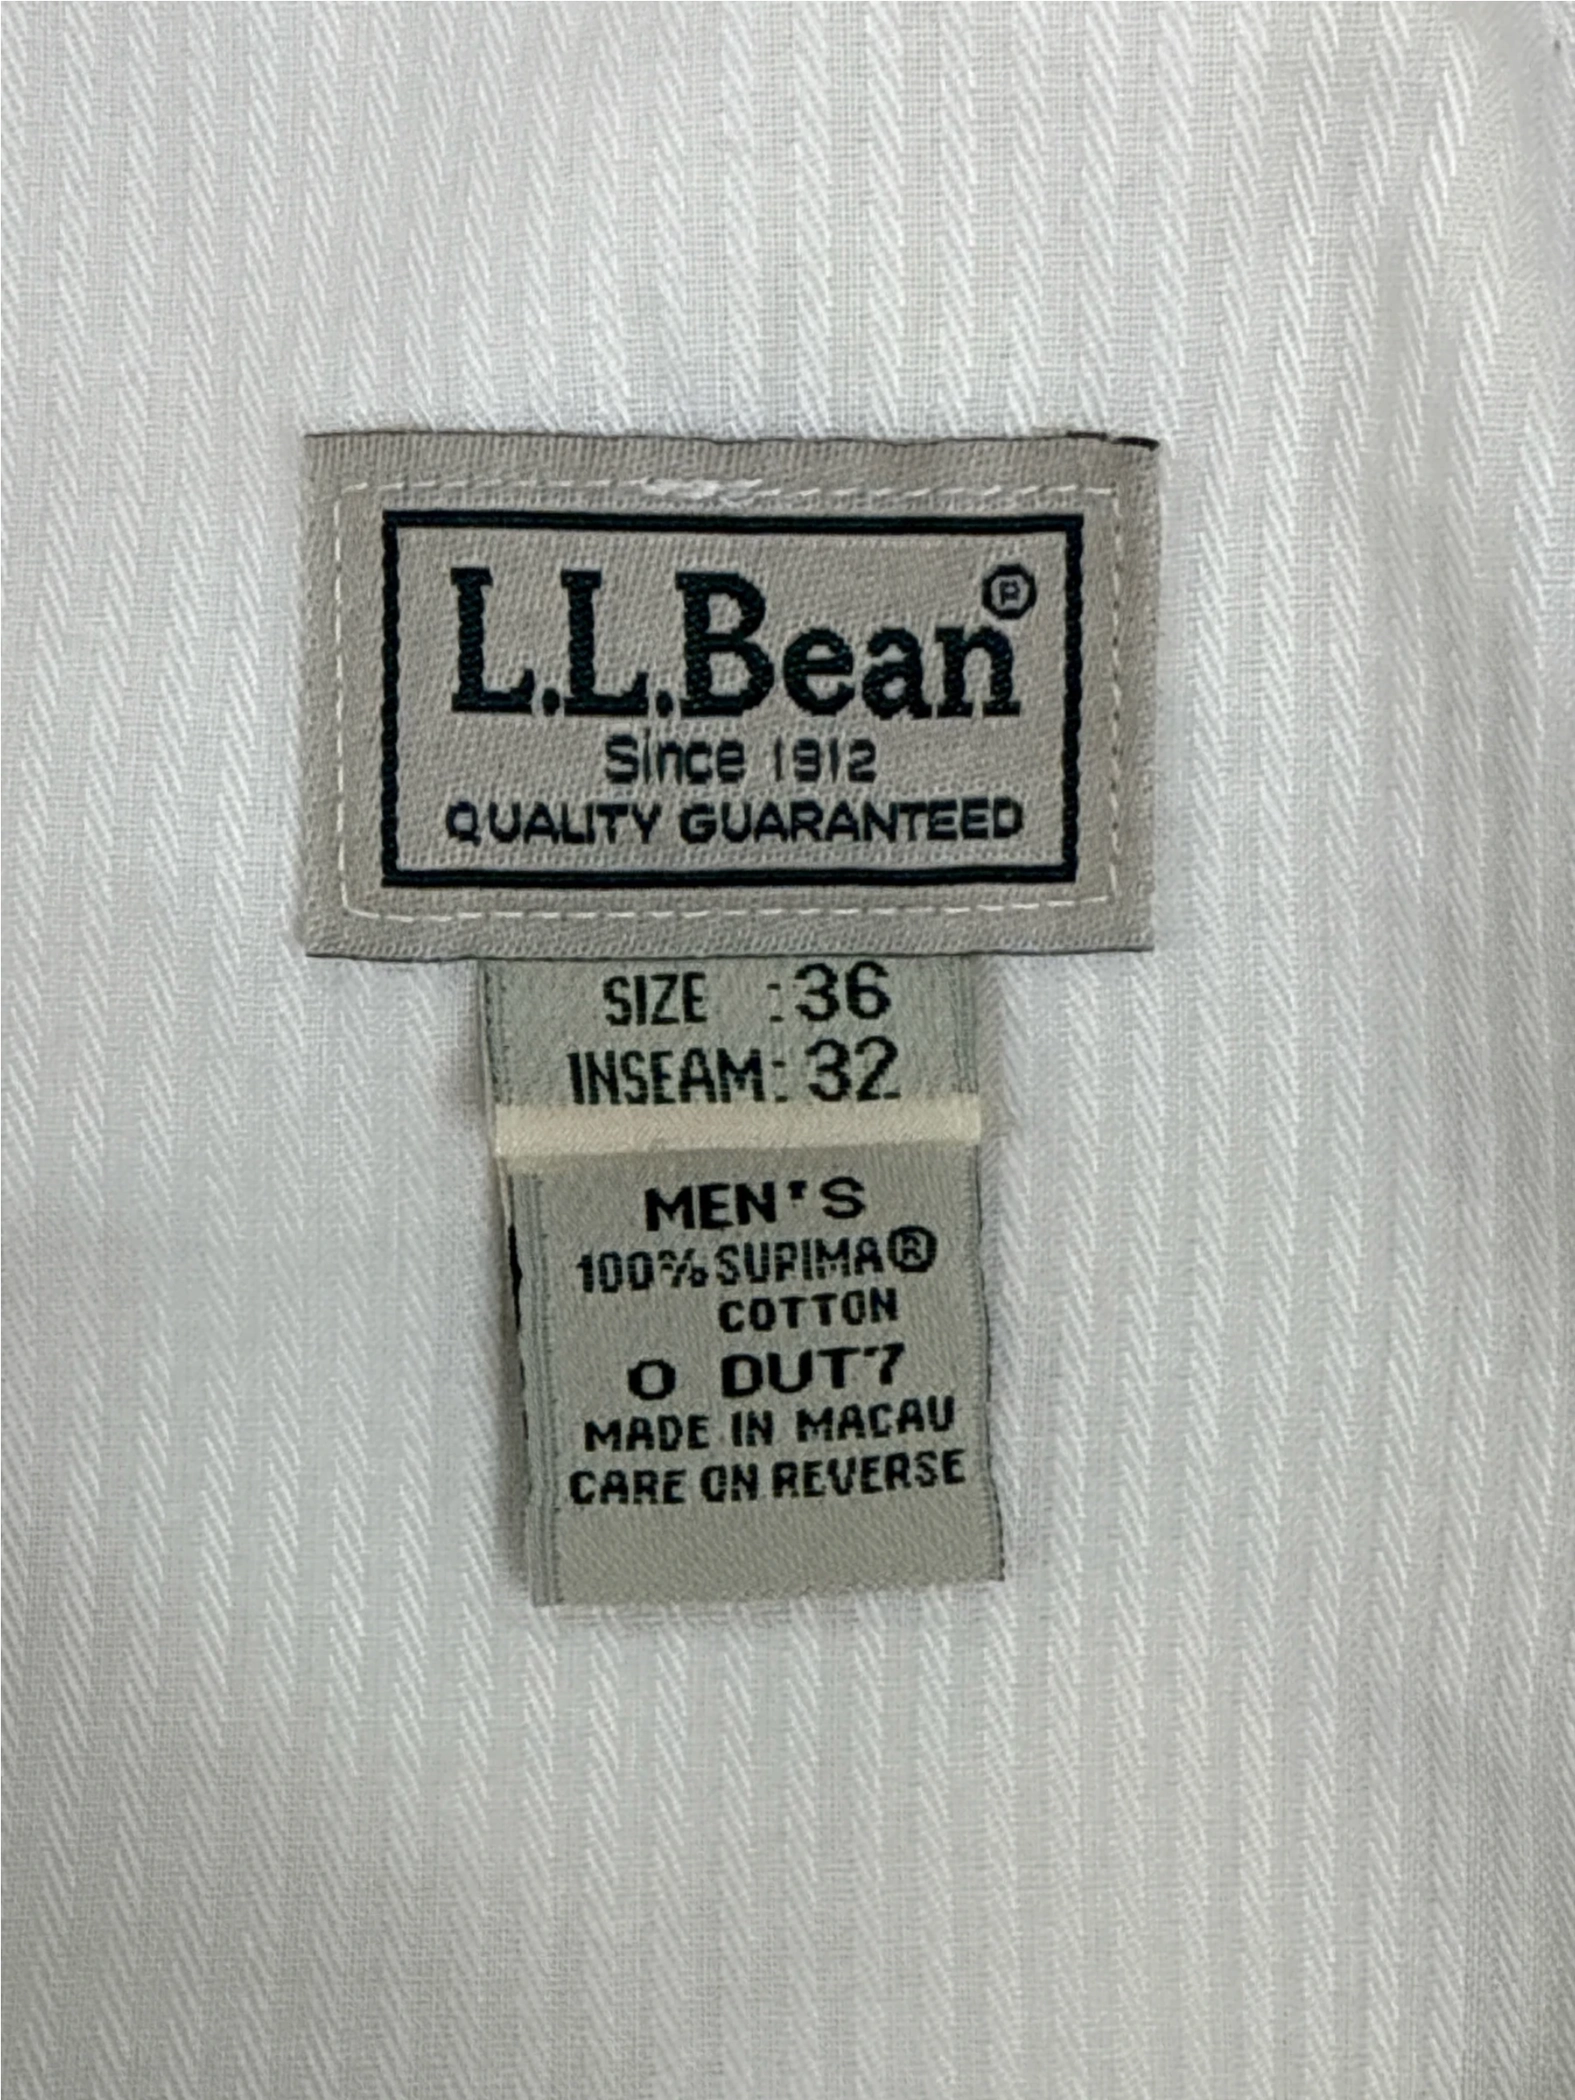 L.L.Bean®
Since 1912
QUALITY GUARANTEED
SIZE :36
INSEAM: 32
MEN'S
100% SUPIMA®
COTTON
0 DUT7
MADE IN MACAU
CARE ON REVERSE